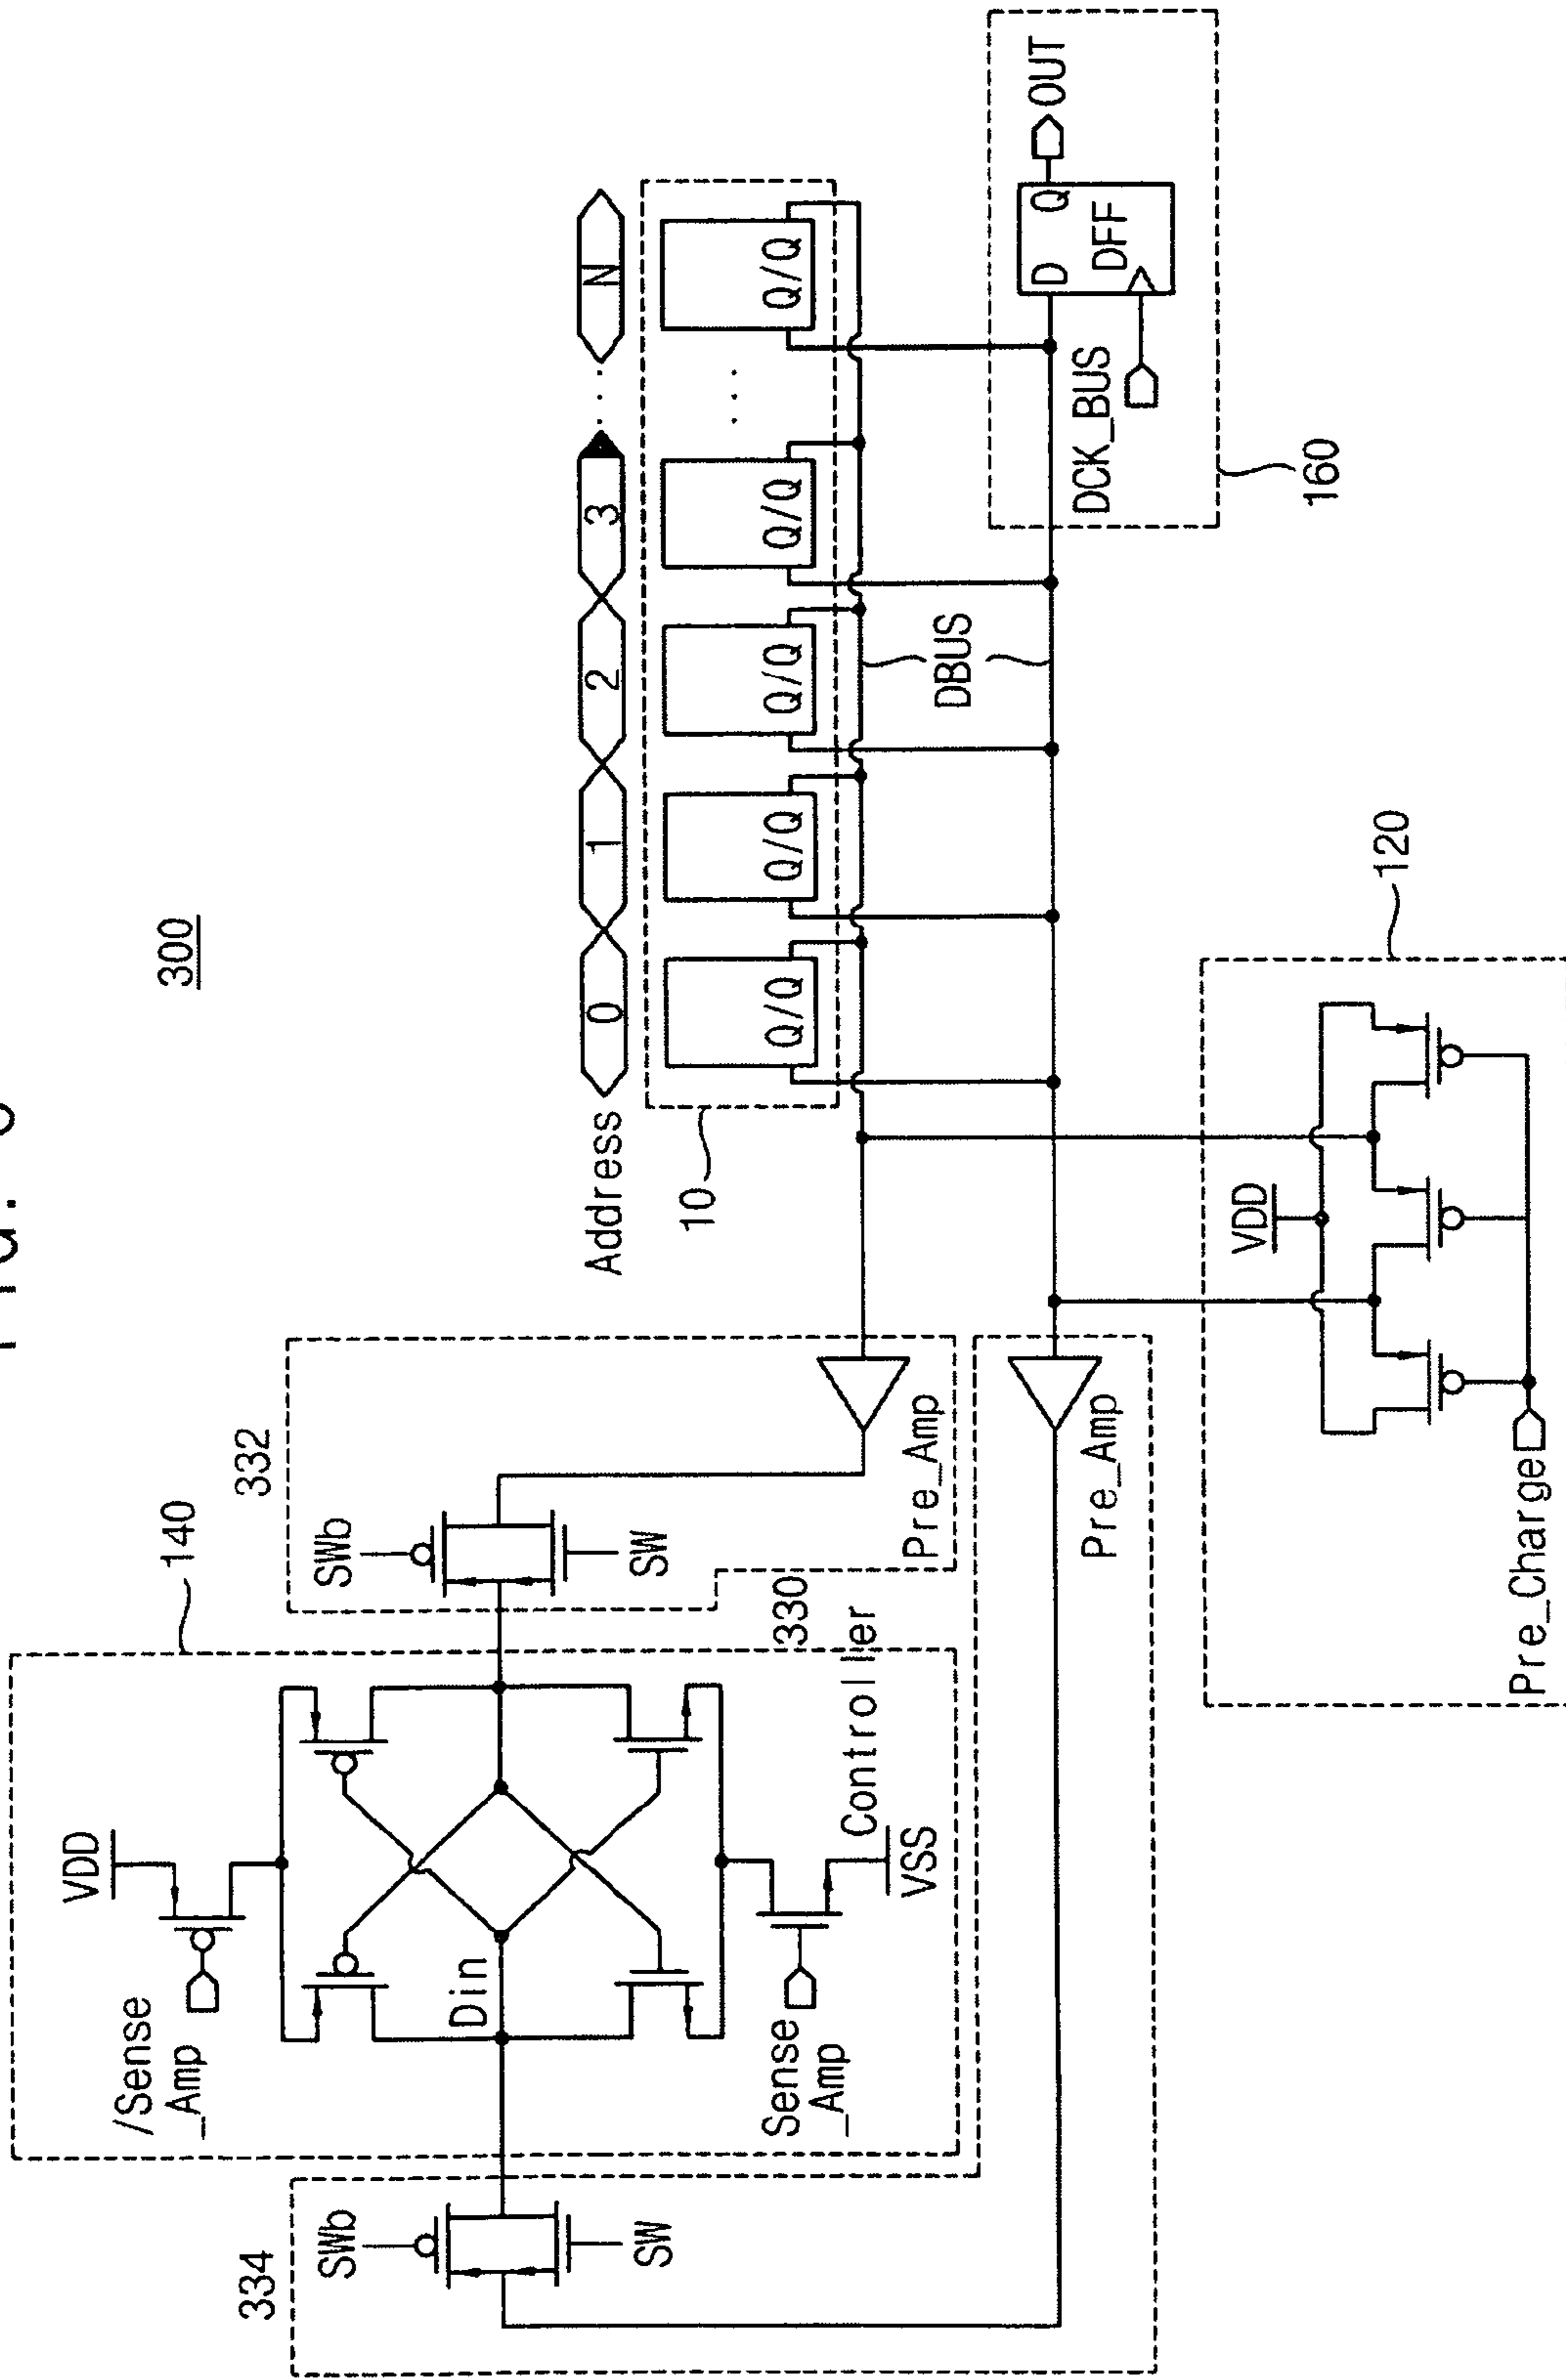 300
140
332
VDD
/Sense
_Amp
SWb
SW
Din
Sense
_Amp
VSS
Controller
330
334
SWb
SW
Pre_Amp
Pre_Amp
Address
0
1
2
3
...
N
10
Q/Q
Q/Q
Q/Q
Q/Q
...
Q/Q
DBUS
D
Q
DFF
OUT
DCK_BUS
160
120
VDD
Pre_Charge